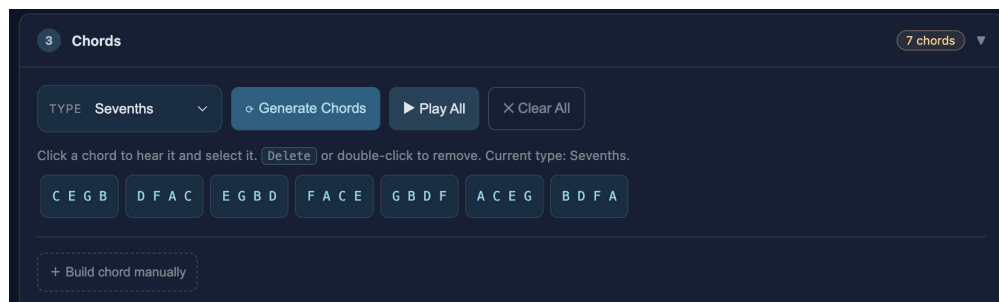 3 Chords 7 chords ▼
TYPE Sevenths ⟳ Generate Chords ▶ Play All ✕ Clear All
Click a chord to hear it and select it. Delete or double-click to remove. Current type: Sevenths.
C E G B D F A C E G B D F A C E G B D F A C E G B D F A
+ Build chord manually